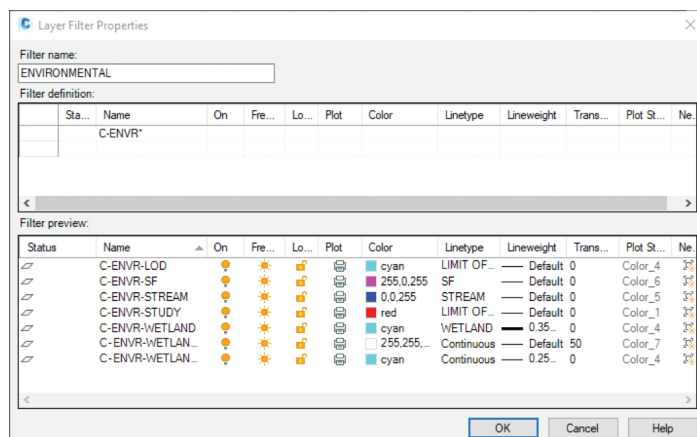 Layer Filter Properties
Filter name:
ENVIRONMENTAL
Filter definition:
Sta... Name On Fre... Lo... Plot Color Linetype Lineweight Trans... Plot St... Ne.
C-ENVR*
Filter preview:
Status Name On Fre... Lo... Plot Color Linetype Lineweight Trans... Plot St... Ne.
C-ENVR-LOD cyan LIMIT OF... Default 0 Color_4
C-ENVR-SF 255,0,255 SF Default 0 Color_6
C-ENVR-STREAM 0,0,255 STREAM Default 0 Color_5
C-ENVR-STUDY red LIMIT OF... Default 0 Color_1
C-ENVR-WETLAND cyan WETLAND 0.35... 0 Color_4
C-ENVR-WETLAN... 255,255,... Continuous Default 50 Color_7
C-ENVR-WETLAN... cyan Continuous 0.25... 0 Color_4
OK Cancel Help